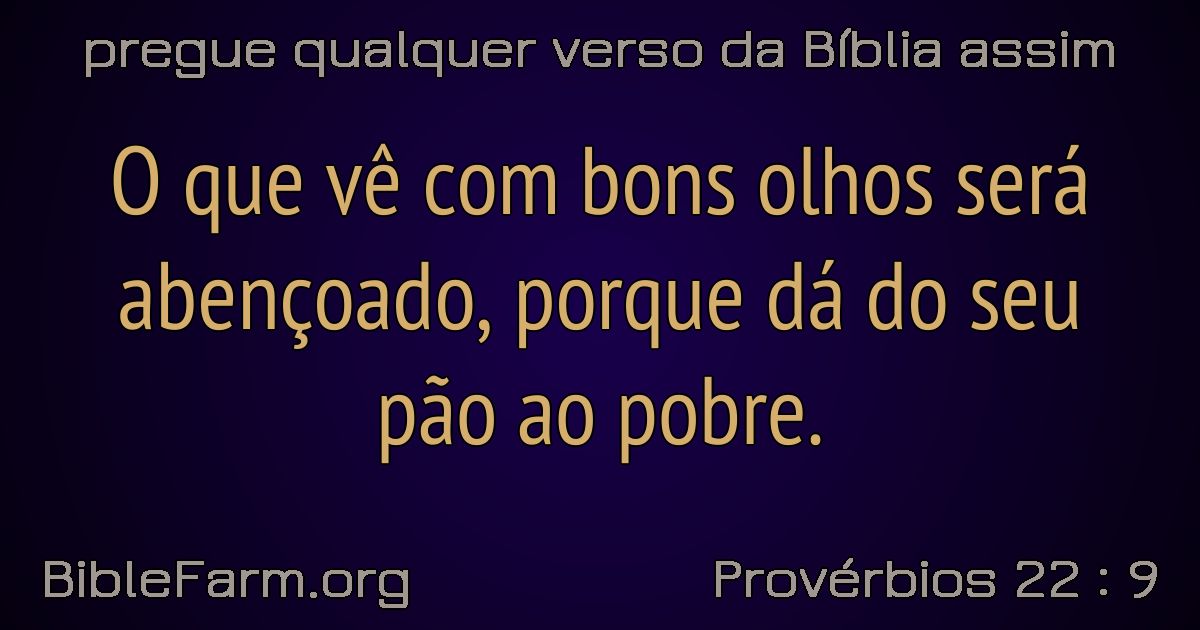 pregue qualquer verso da Bíblia assim
O que vê com bons olhos será
abençoado, porque dá do seu
pão ao pobre.
BibleFarm.org
Provérbios 22 : 9